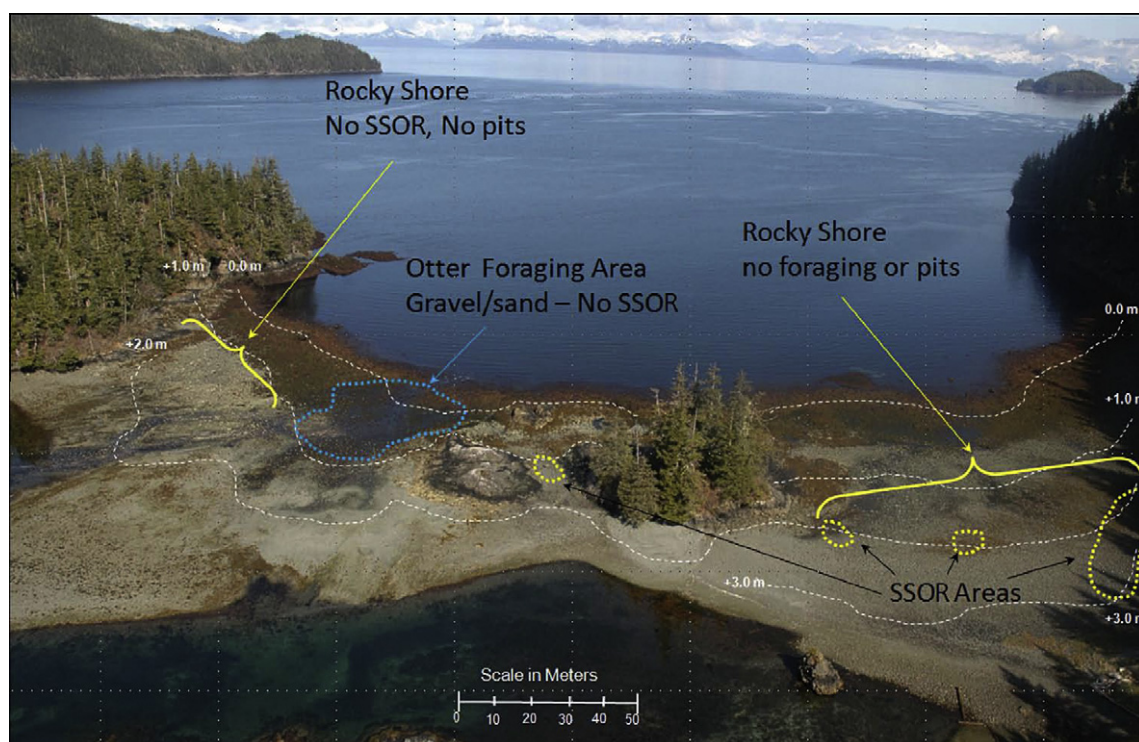 Rocky Shore
No SSOR, No pits
Rocky Shore
no foraging or pits
Otter Foraging Area
Gravel/sand – No SSOR
+1.0 m
0.0 m
0.0 m
+2.0 m
+1.0 m
+3.0 m
SSOR Areas
+3.0 m
Scale in Meters
0 10 20 30 40 50